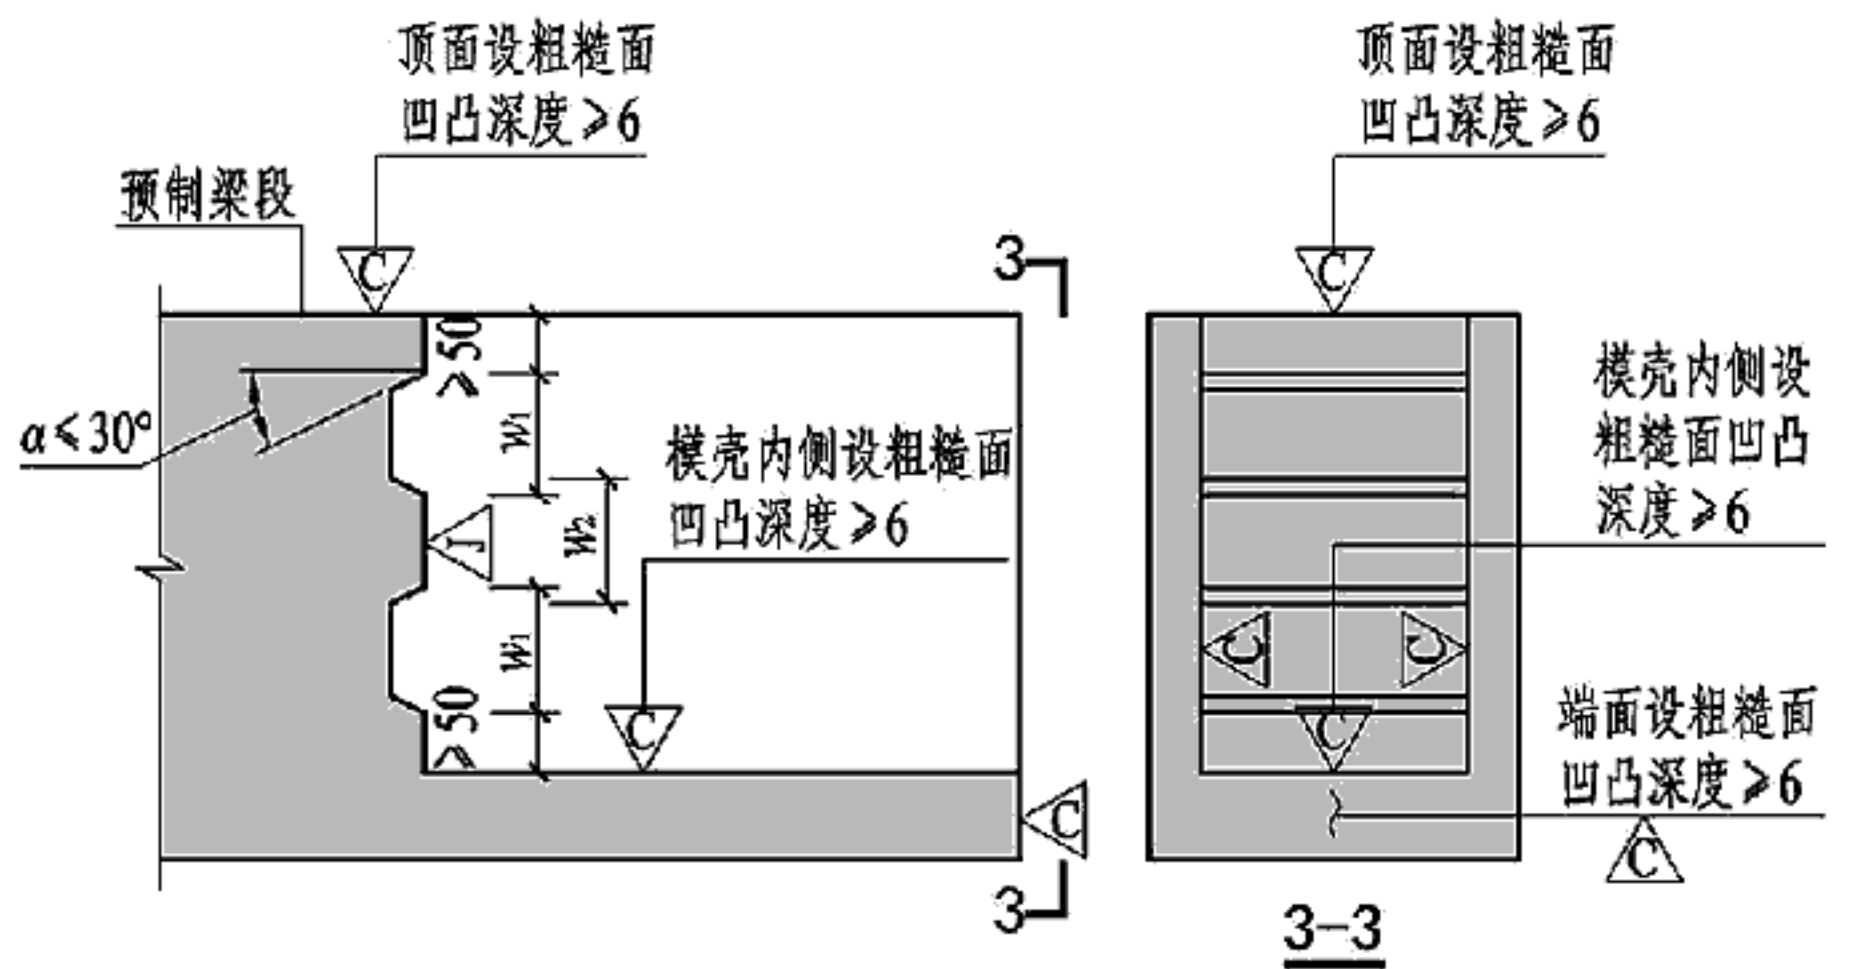 顶面设粗糙面
凹凸深度≥6
顶面设粗糙面
凹凸深度≥6
预制梁段
C
C
3
≥50
α≤30°
w1
模壳内侧设粗糙面
凹凸深度≥6
模壳内侧设
粗糙面凹凸
深度≥6
J
w2
w1
C
C
≥50
C
C
端面设粗糙面
凹凸深度≥6
C
C
3
3-3